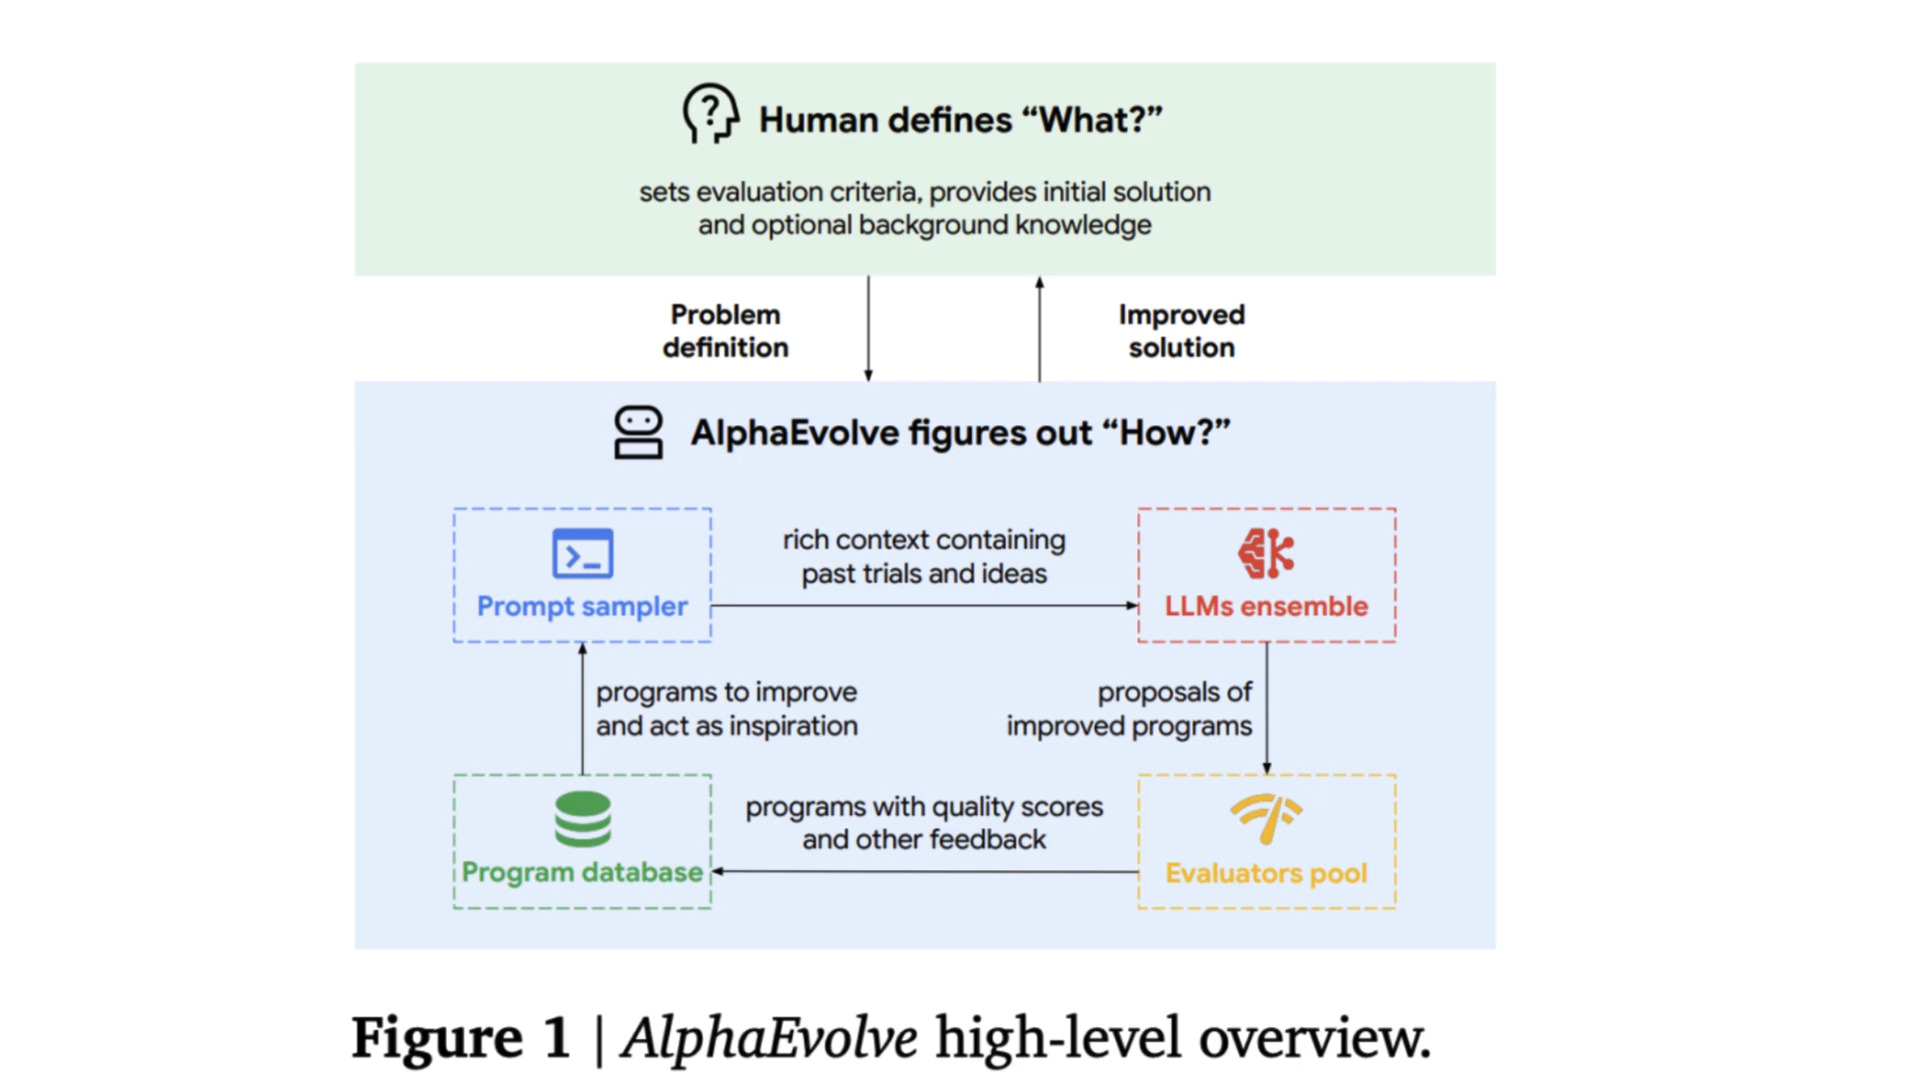 Human defines “What?”
sets evaluation criteria, provides initial solution
and optional background knowledge
Problem
definition
Improved
solution
AlphaEvolve figures out “How?”
Prompt sampler
rich context containing
past trials and ideas
LLMs ensemble
programs to improve
and act as inspiration
proposals of
improved programs
Program database
programs with quality scores
and other feedback
Evaluators pool
Figure 1 | AlphaEvolve high-level overview.